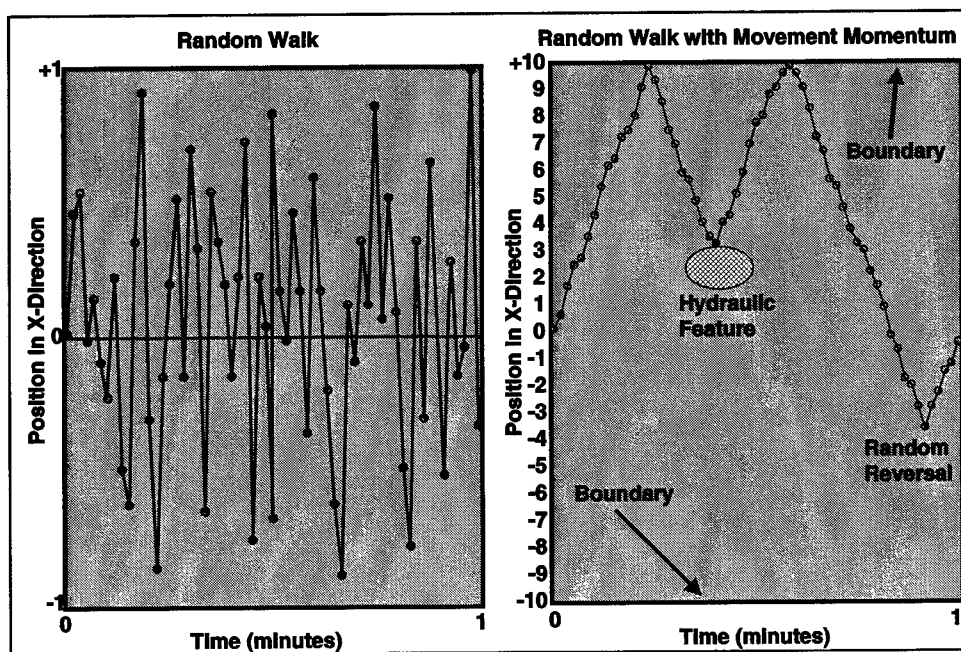 Random Walk
+1
0
-1
Position in X-Direction
0
1
Time (minutes)
Random Walk with Movement Momentum
+10
9
8
7
6
5
4
3
2
1
0
-1
-2
-3
-4
-5
-6
-7
-8
-9
-10
Position in X-Direction
Boundary
Hydraulic
Feature
Random
Reversal
Boundary
0
1
Time (minutes)